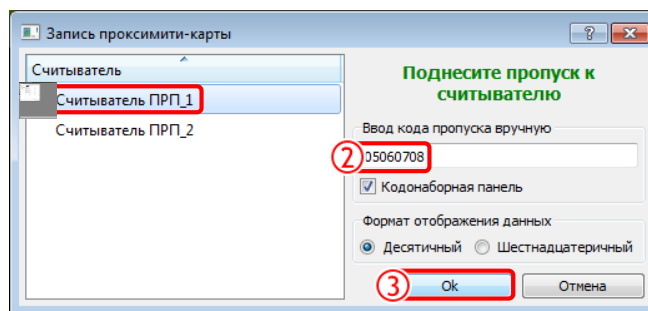 Запись проксимити-карты
Считыватель
Считыватель ПРП_1
Считыватель ПРП_2
Поднесите пропуск к
считывателю
Ввод кода пропуска вручную
2
05060708
Кодонаборная панель
Формат отображения данных
Десятичный Шестнадцатеричный
3 Ok Отмена